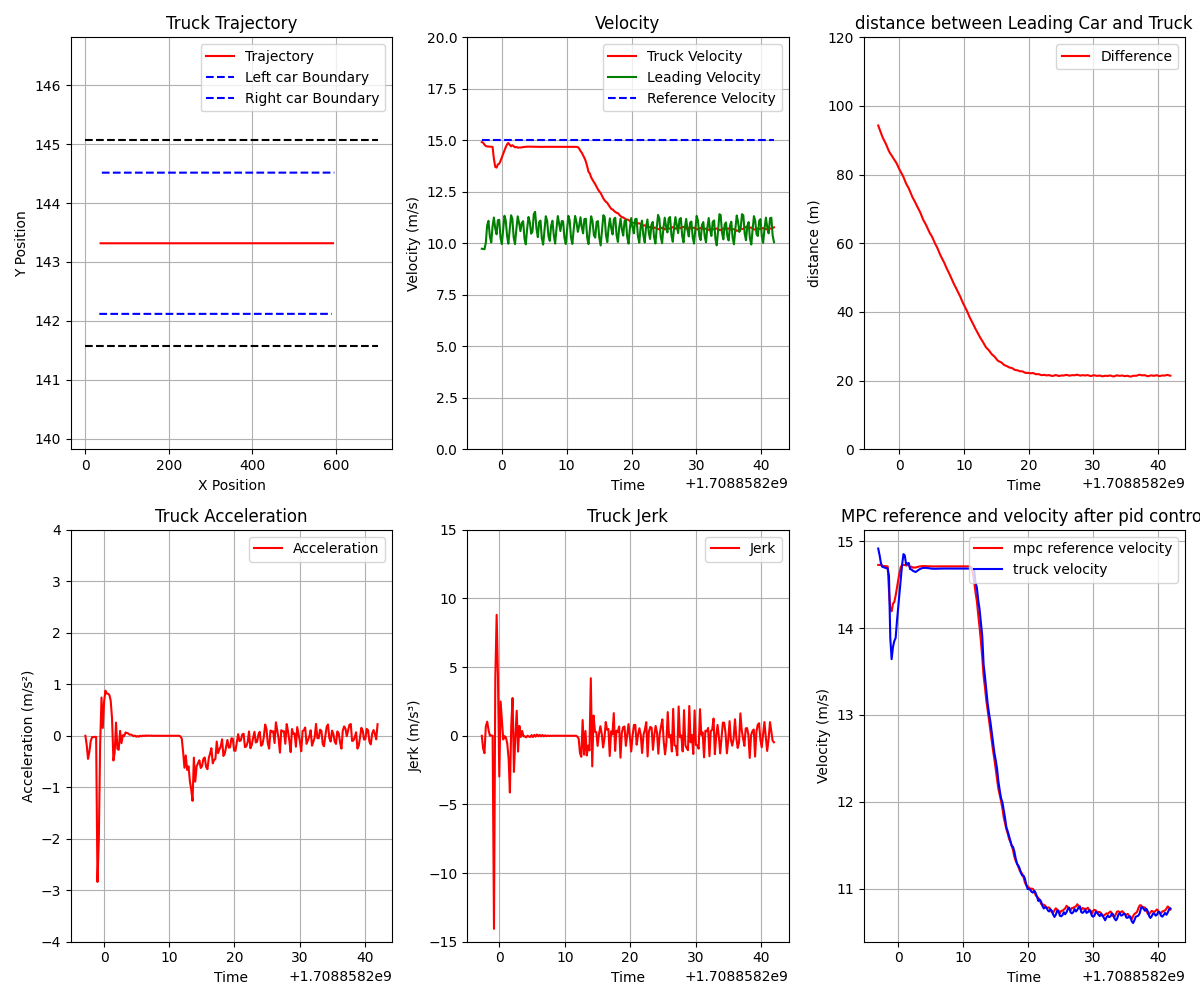 Truck Trajectory
Trajectory
Left car Boundary
Right car Boundary
146
145
144
143
142
141
140
Y Position
0 200 400 600
X Position
Velocity
Truck Velocity
Leading Velocity
Reference Velocity
20.0
17.5
15.0
12.5
10.0
7.5
5.0
2.5
0.0
Velocity (m/s)
0 10 20 30 40
Time
+1.7088582e9
distance between Leading Car and Truck
Difference
120
100
80
60
40
20
0
distance (m)
0 10 20 30 40
Time
+1.7088582e9
Truck Acceleration
Acceleration
4
3
2
1
0
−1
−2
−3
−4
Acceleration (m/s²)
0 10 20 30 40
Time
+1.7088582e9
Truck Jerk
Jerk
15
10
5
0
−5
−10
−15
Jerk (m/s³)
0 10 20 30 40
Time
+1.7088582e9
MPC reference and velocity after pid contro
mpc reference velocity
truck velocity
15
14
13
12
11
Velocity (m/s)
0 10 20 30 40
Time
+1.7088582e9